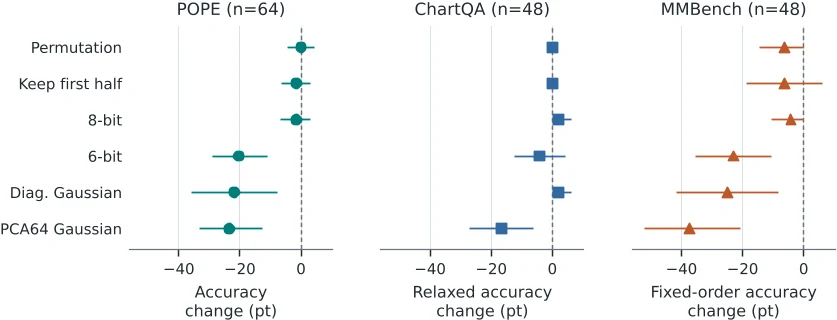 POPE (n=64)
ChartQA (n=48)
MMBench (n=48)
Permutation
Keep first half
8-bit
6-bit
Diag. Gaussian
PCA64 Gaussian
−40 −20 0
−40 −20 0
−40 −20 0
Accuracy
change (pt)
Relaxed accuracy
change (pt)
Fixed-order accuracy
change (pt)